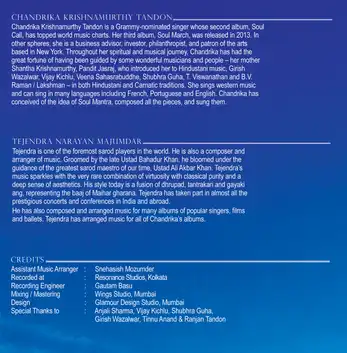 CHANDRIKA KRISHNAMURTHY TANDON
Chandrika Krishnamurthy Tandon is a Grammy-nominated singer whose second album, Soul
Call, has topped world music charts. Her third album, Soul March, was released in 2013. In
other spheres, she is a business advisor, investor, philanthropist, and patron of the arts
based in New York. Throughout her spiritual and musical journey, Chandrika has had the
great fortune of having been guided by some wonderful musicians and people – her mother
Shantha Krishnamurthy, Pandit Jasraj, who introduced her to Hindustani music, Girish
Wazalwar, Vijay Kichlu, Veena Sahasrabuddhe, Shubhra Guha, T. Viswanathan and B.V.
Raman / Lakshman – in both Hindustani and Carnatic traditions. She sings western music
and can sing in many languages including French, Portuguese and English. Chandrika has
conceived of the idea of Soul Mantra, composed all the pieces, and sung them.
TEJENDRA NARAYAN MAJUMDAR
Tejendra is one of the foremost sarod players in the world. He is also a composer and
arranger of music. Groomed by the late Ustad Bahadur Khan, he bloomed under the
guidance of the greatest sarod maestro of our time, Ustad Ali Akbar Khan. Tejendra's
music sparkles with the very rare combination of virtuosity with classical purity and a
deep sense of aesthetics. His style today is a fusion of dhrupad, tantrakari and gayaki
ang, representing the baaj of Maihar gharana. Tejendra has taken part in almost all the
prestigious concerts and conferences in India and abroad.
He has also composed and arranged music for many albums of popular singers, films
and ballets. Tejendra has arranged music for all of Chandrika's albums.
CREDITS
Assistant Music Arranger : Snehasish Mozumder
Recorded at : Resonance Studios, Kolkata
Recording Engineer : Gautam Basu
Mixing / Mastering : Wings Studio, Mumbai
Design : Glamour Design Studio, Mumbai
Special Thanks to : Anjali Sharma, Vijay Kichlu, Shubhra Guha,
Girish Wazalwar, Tinnu Anand & Ranjan Tandon